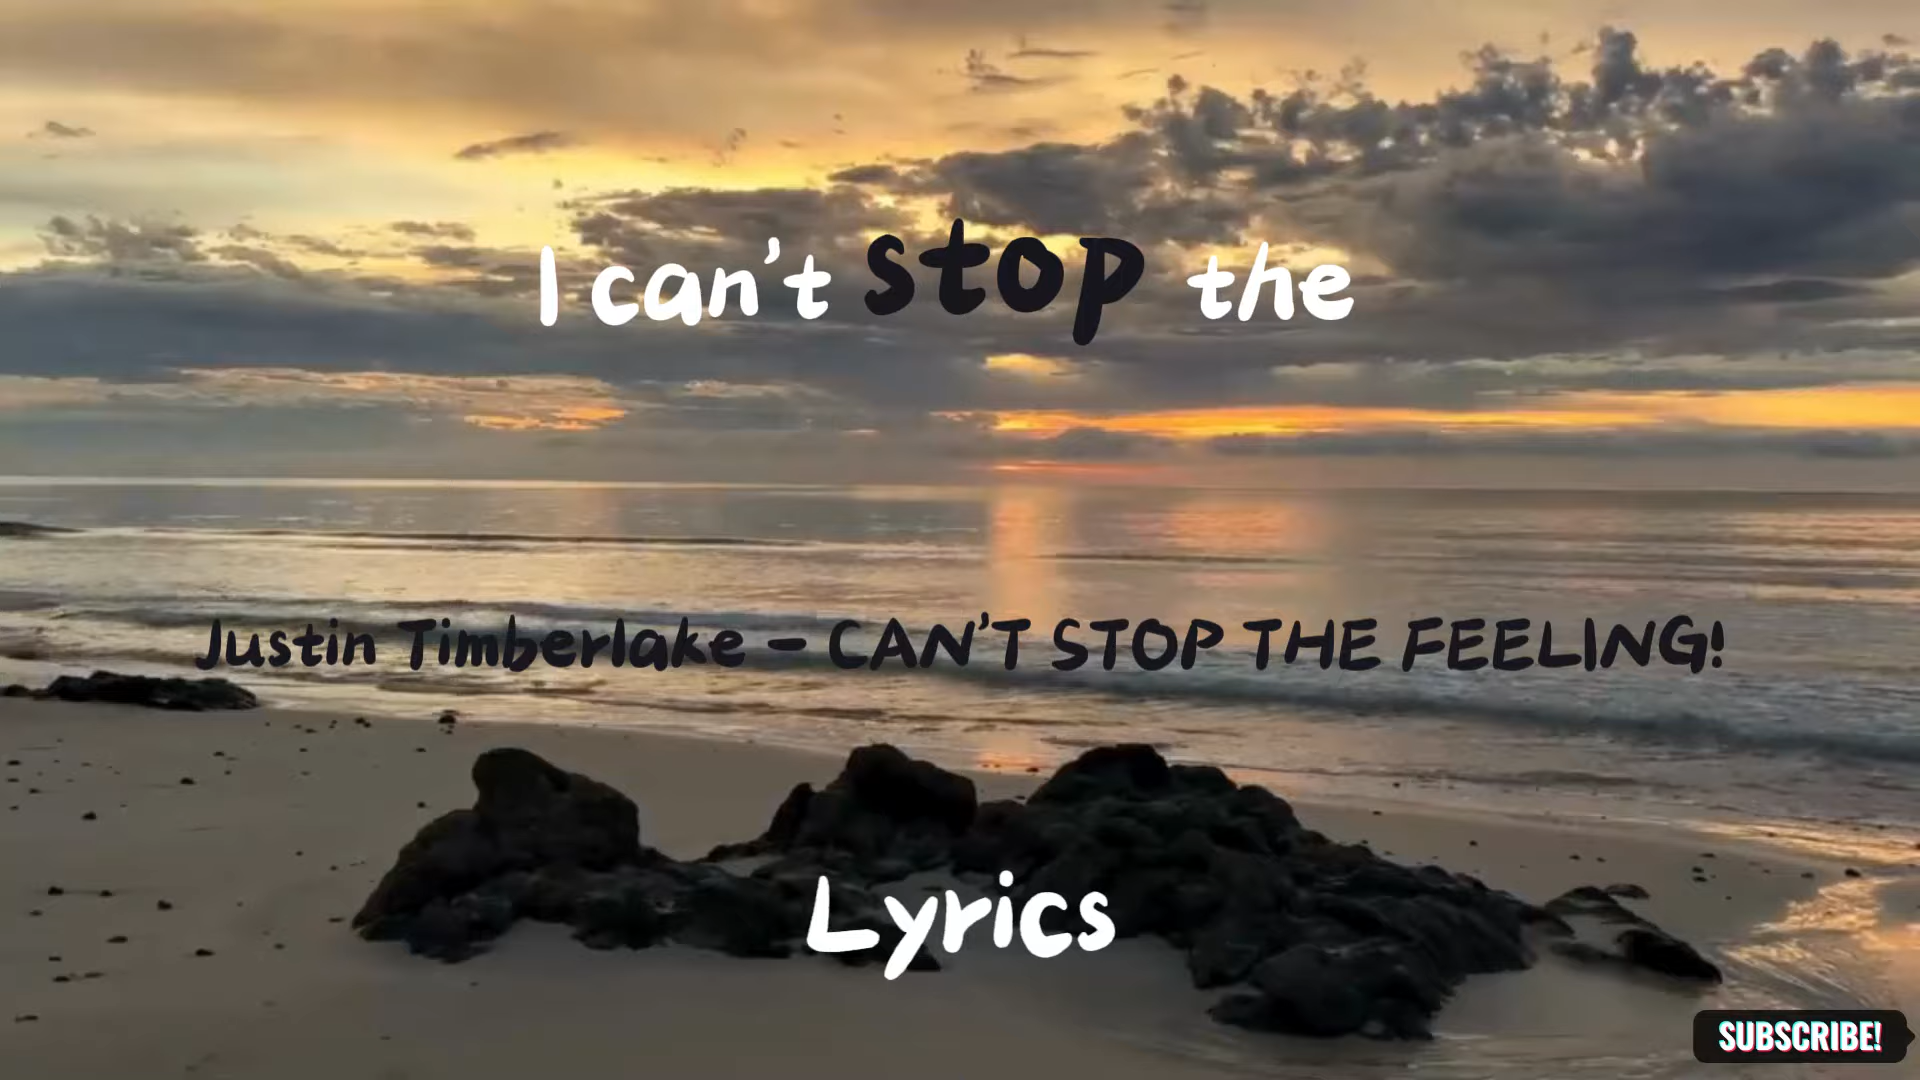 I can't stop the
Justin Timberlake - CAN'T STOP THE FEELING!
Lyrics
SUBSCRIBE!